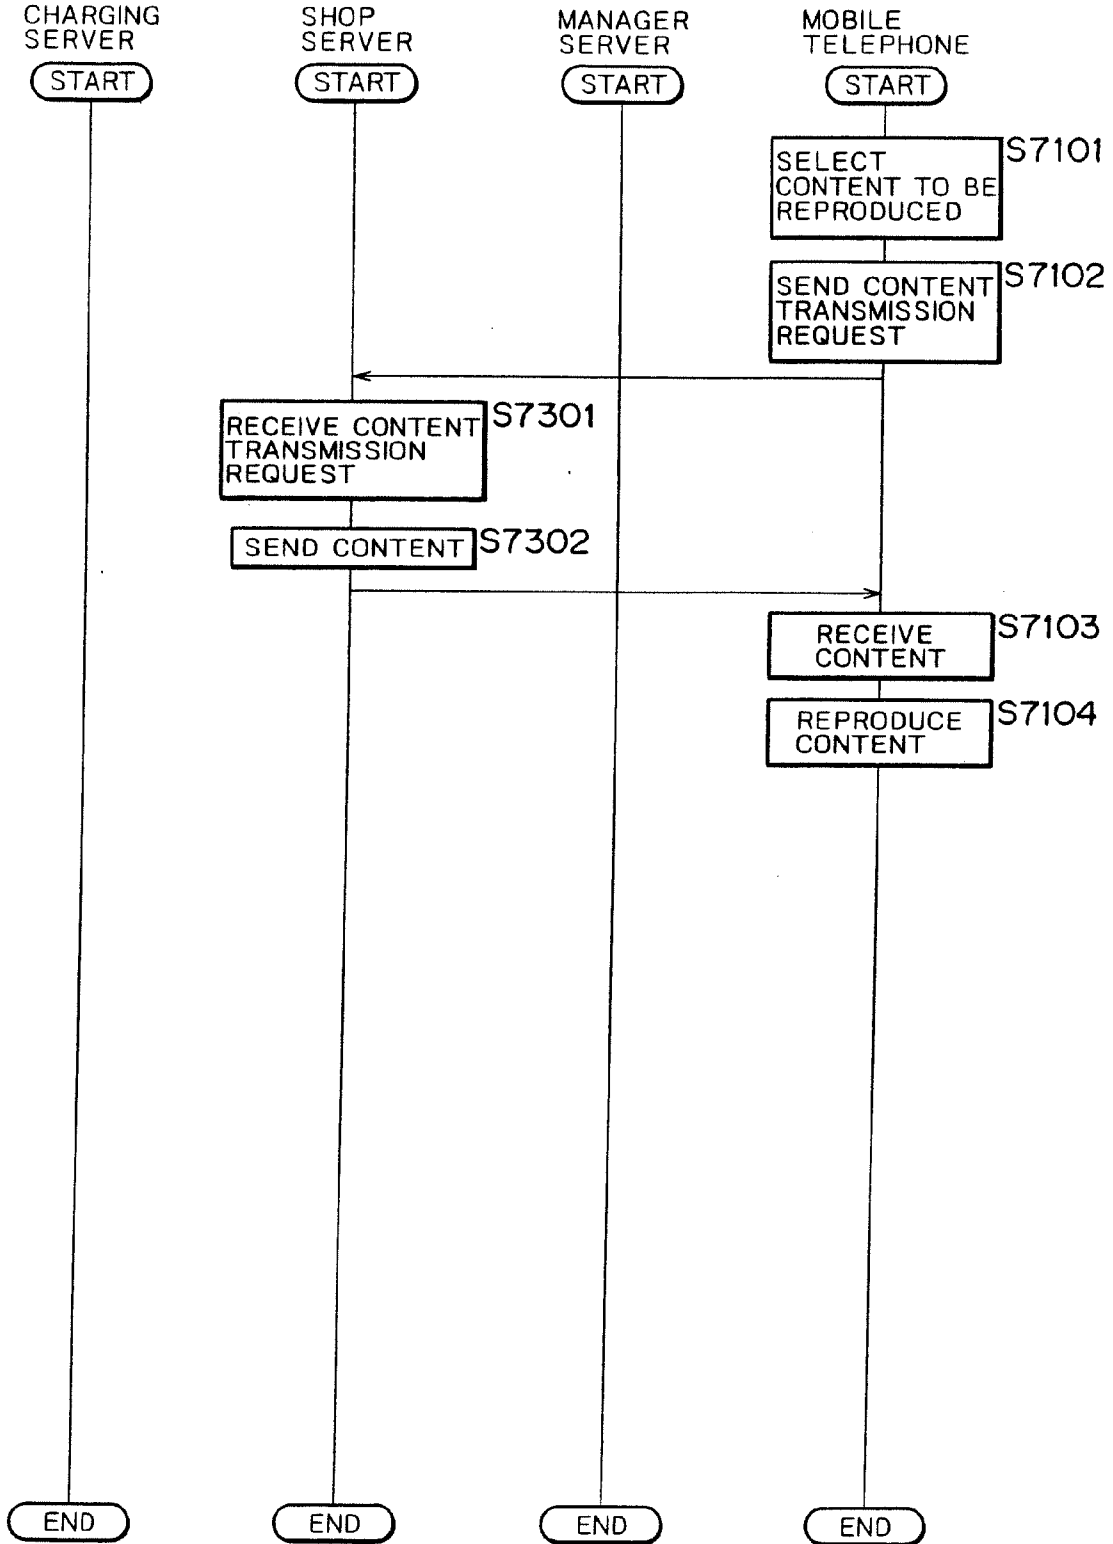 CHARGING
SERVER
SHOP
SERVER
MANAGER
SERVER
MOBILE
TELEPHONE
START
START
START
START
SELECT
CONTENT TO BE
REPRODUCED
S7101
SEND CONTENT
TRANSMISSION
REQUEST
S7102
RECEIVE CONTENT
TRANSMISSION
REQUEST
S7301
SEND CONTENT
S7302
RECEIVE
CONTENT
S7103
REPRODUCE
CONTENT
S7104
END
END
END
END